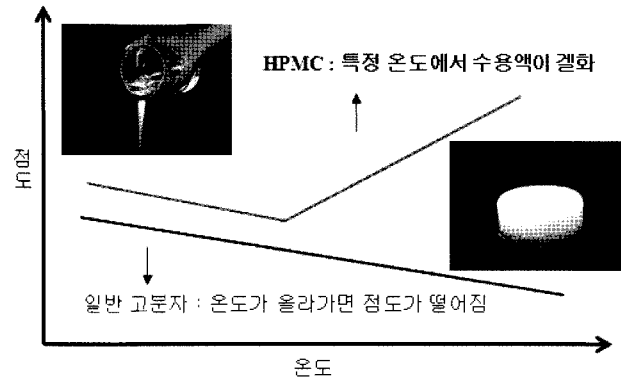 HPMC : 특정 온도에서 수용액이 겔화
점도
일반 고분자 : 온도가 올라가면 점도가 떨어짐
온도